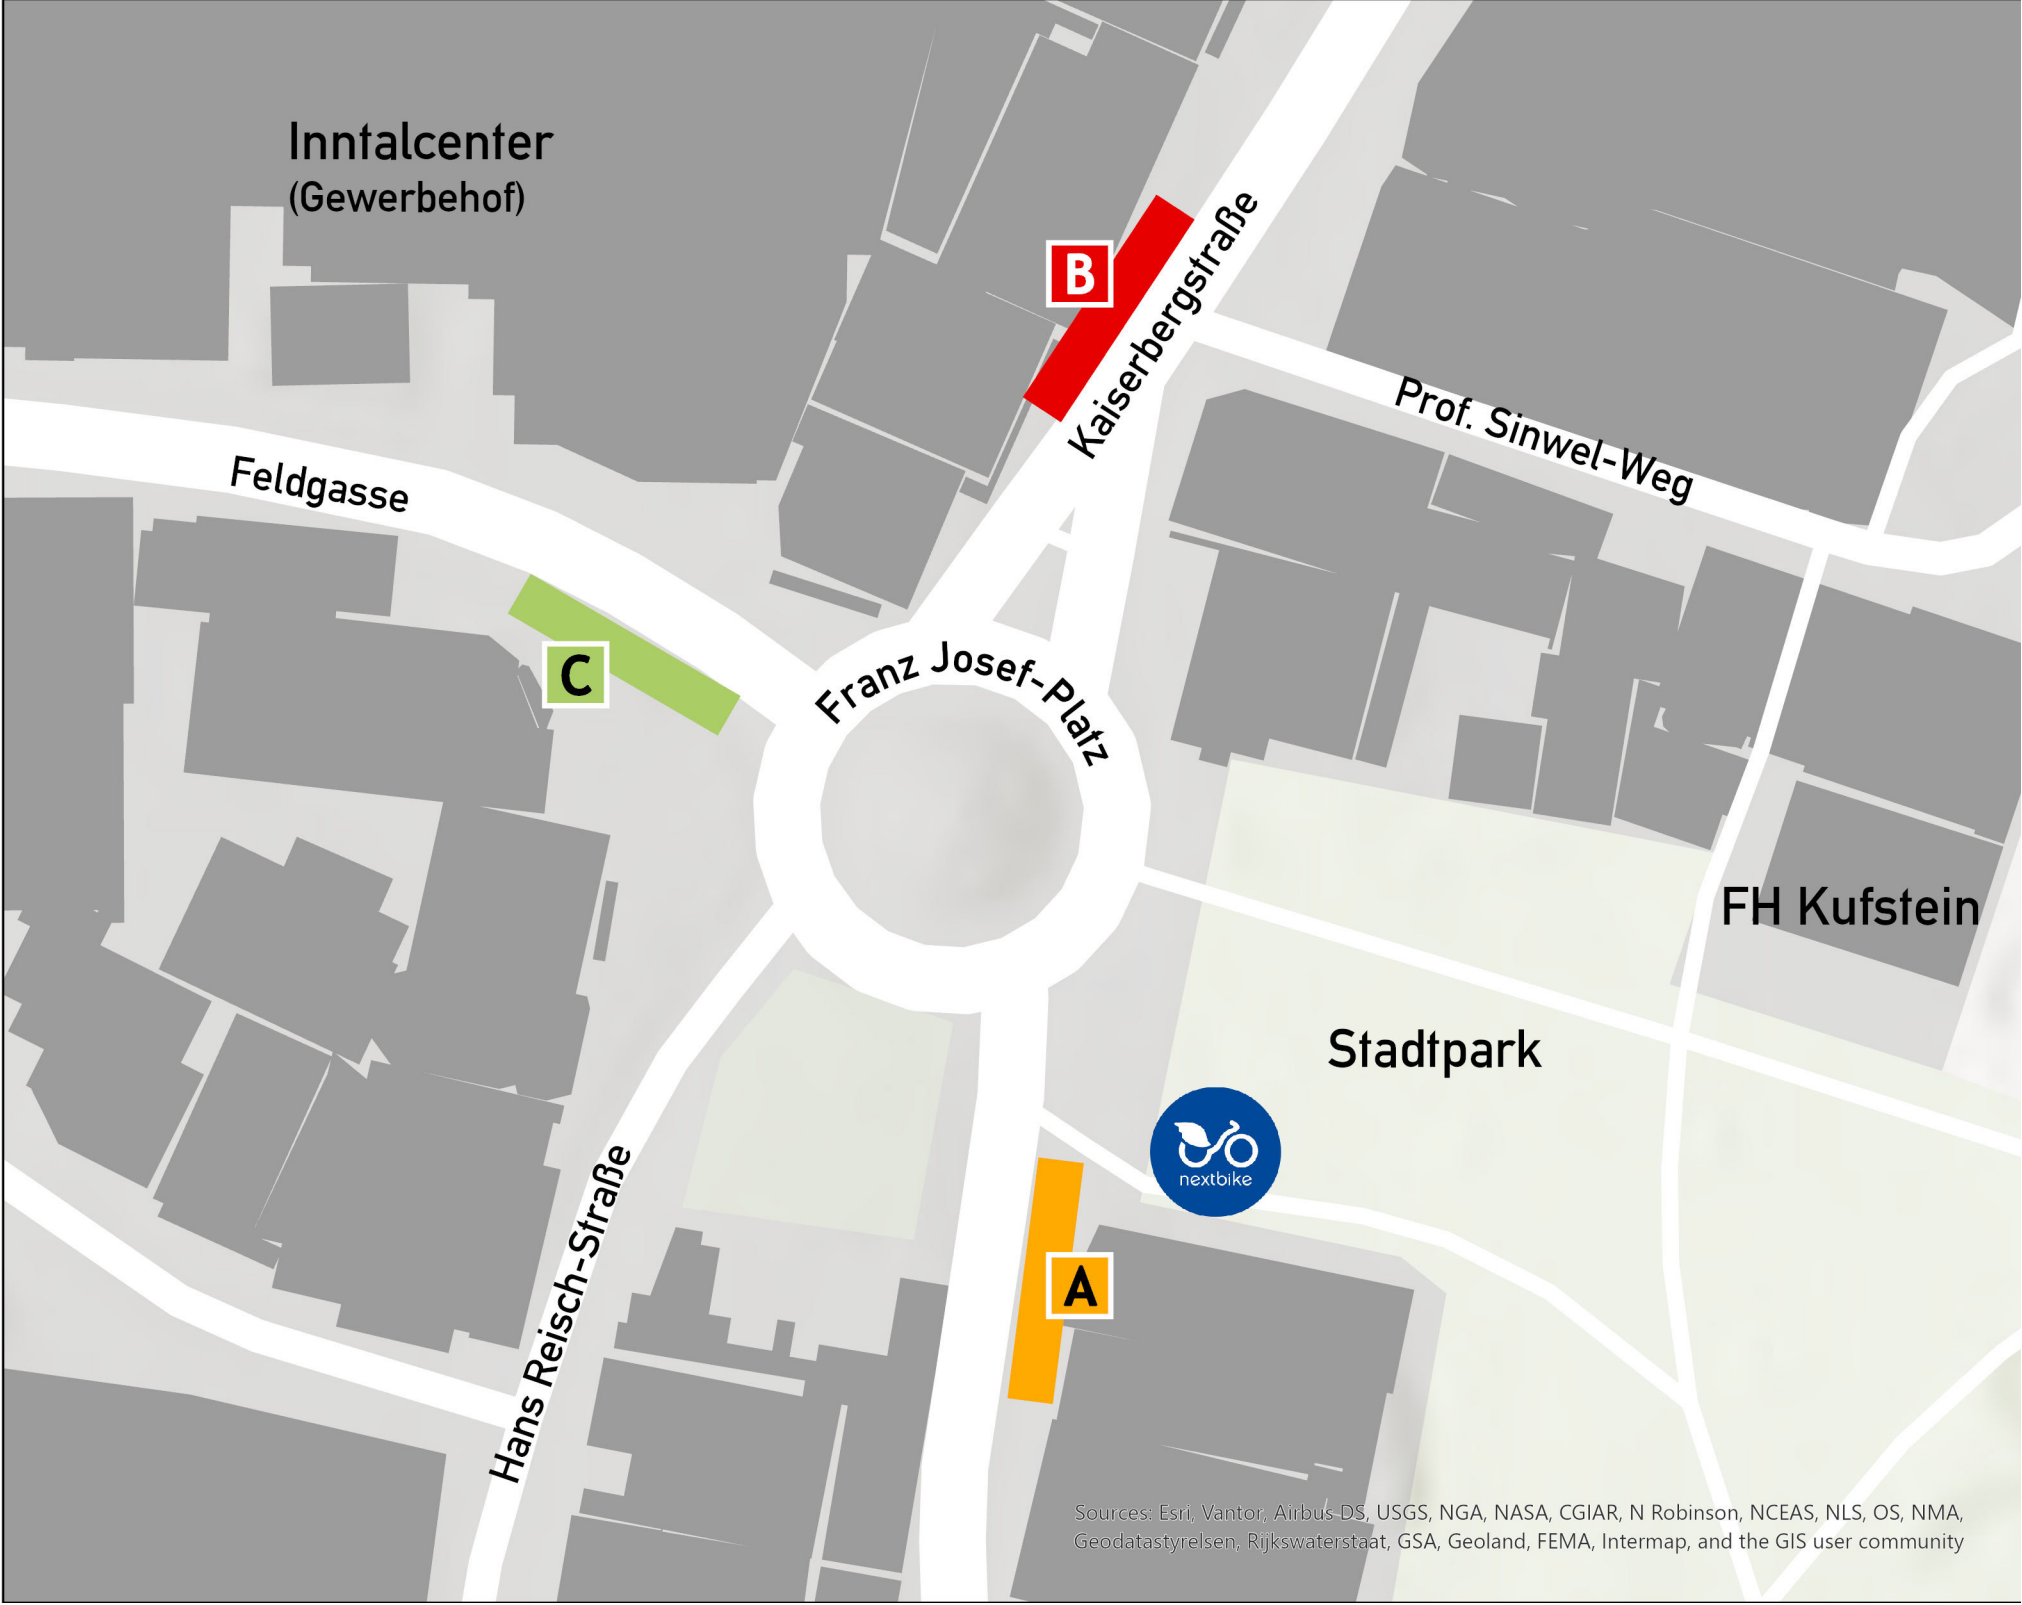 Inntalcenter
(Gewerbehof)
B
Kaiserbergstraße
Prof. Sinwel-Weg
Feldgasse
C
Franz Josef-Platz
FH Kufstein
Stadtpark
nextbike
A
Hans Reisch-Straße
Sources: Esri, Vantor, Airbus DS, USGS, NGA, NASA, CGIAR, N Robinson, NCEAS, NLS, OS, NMA,
Geodatastyrelsen, Rijkswaterstaat, GSA, Geoland, FEMA, Intermap, and the GIS user community